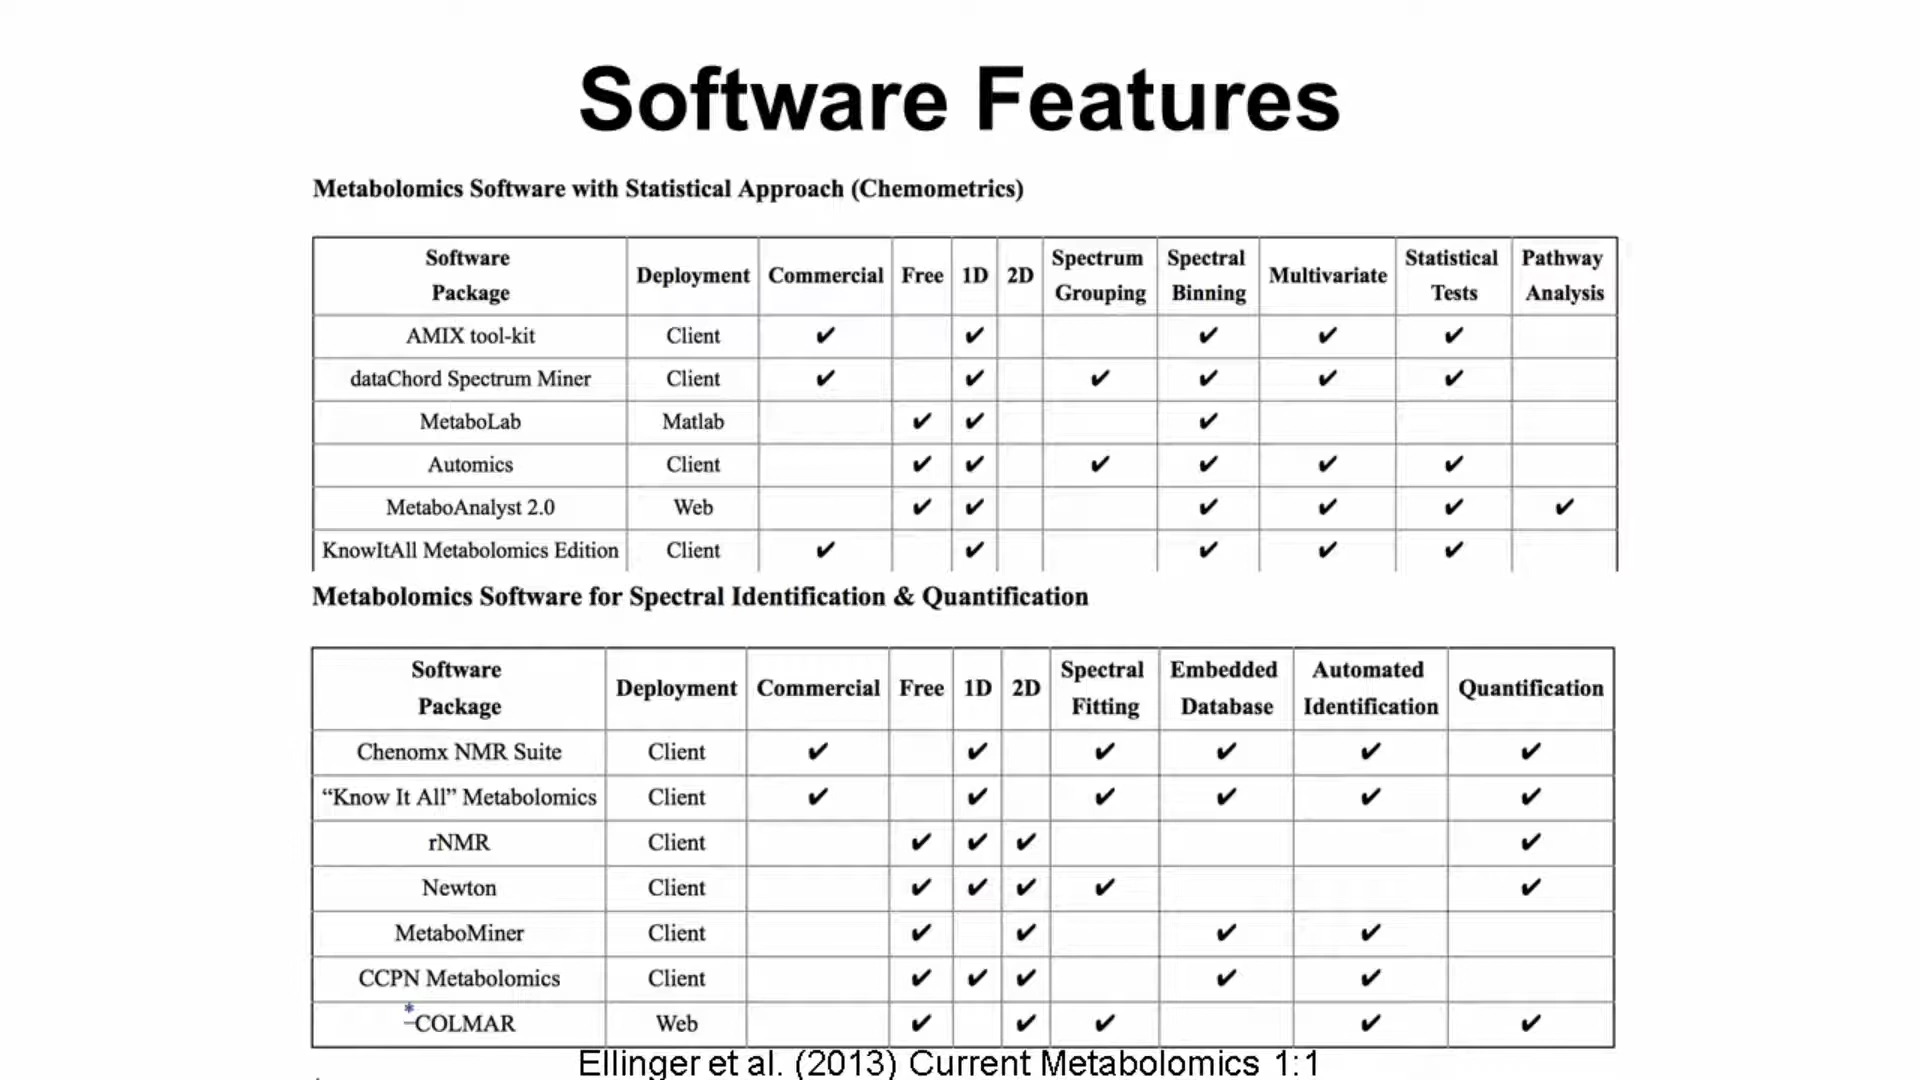 Software Features
Metabolomics Software with Statistical Approach (Chemometrics)
Software Package Deployment Commercial Free 1D 2D Spectrum Grouping Spectral Binning Multivariate Statistical Tests Pathway Analysis
AMIX tool-kit Client ✔ ✔ ✔ ✔ ✔
dataChord Spectrum Miner Client ✔ ✔ ✔ ✔ ✔ ✔
MetaboLab Matlab ✔ ✔ ✔
Automics Client ✔ ✔ ✔ ✔ ✔ ✔
MetaboAnalyst 2.0 Web ✔ ✔ ✔ ✔ ✔ ✔
KnowItAll Metabolomics Edition Client ✔ ✔ ✔ ✔ ✔
Metabolomics Software for Spectral Identification & Quantification
Software Package Deployment Commercial Free 1D 2D Spectral Fitting Embedded Database Automated Identification Quantification
Chenomx NMR Suite Client ✔ ✔ ✔ ✔ ✔ ✔
“Know It All” Metabolomics Client ✔ ✔ ✔ ✔ ✔ ✔
rNMR Client ✔ ✔ ✔ ✔
Newton Client ✔ ✔ ✔ ✔ ✔
MetaboMiner Client ✔ ✔ ✔ ✔
CCPN Metabolomics Client ✔ ✔ ✔ ✔ ✔
*COLMAR Web ✔ ✔ ✔ ✔ ✔
Ellinger et al. (2013) Current Metabolomics 1:1